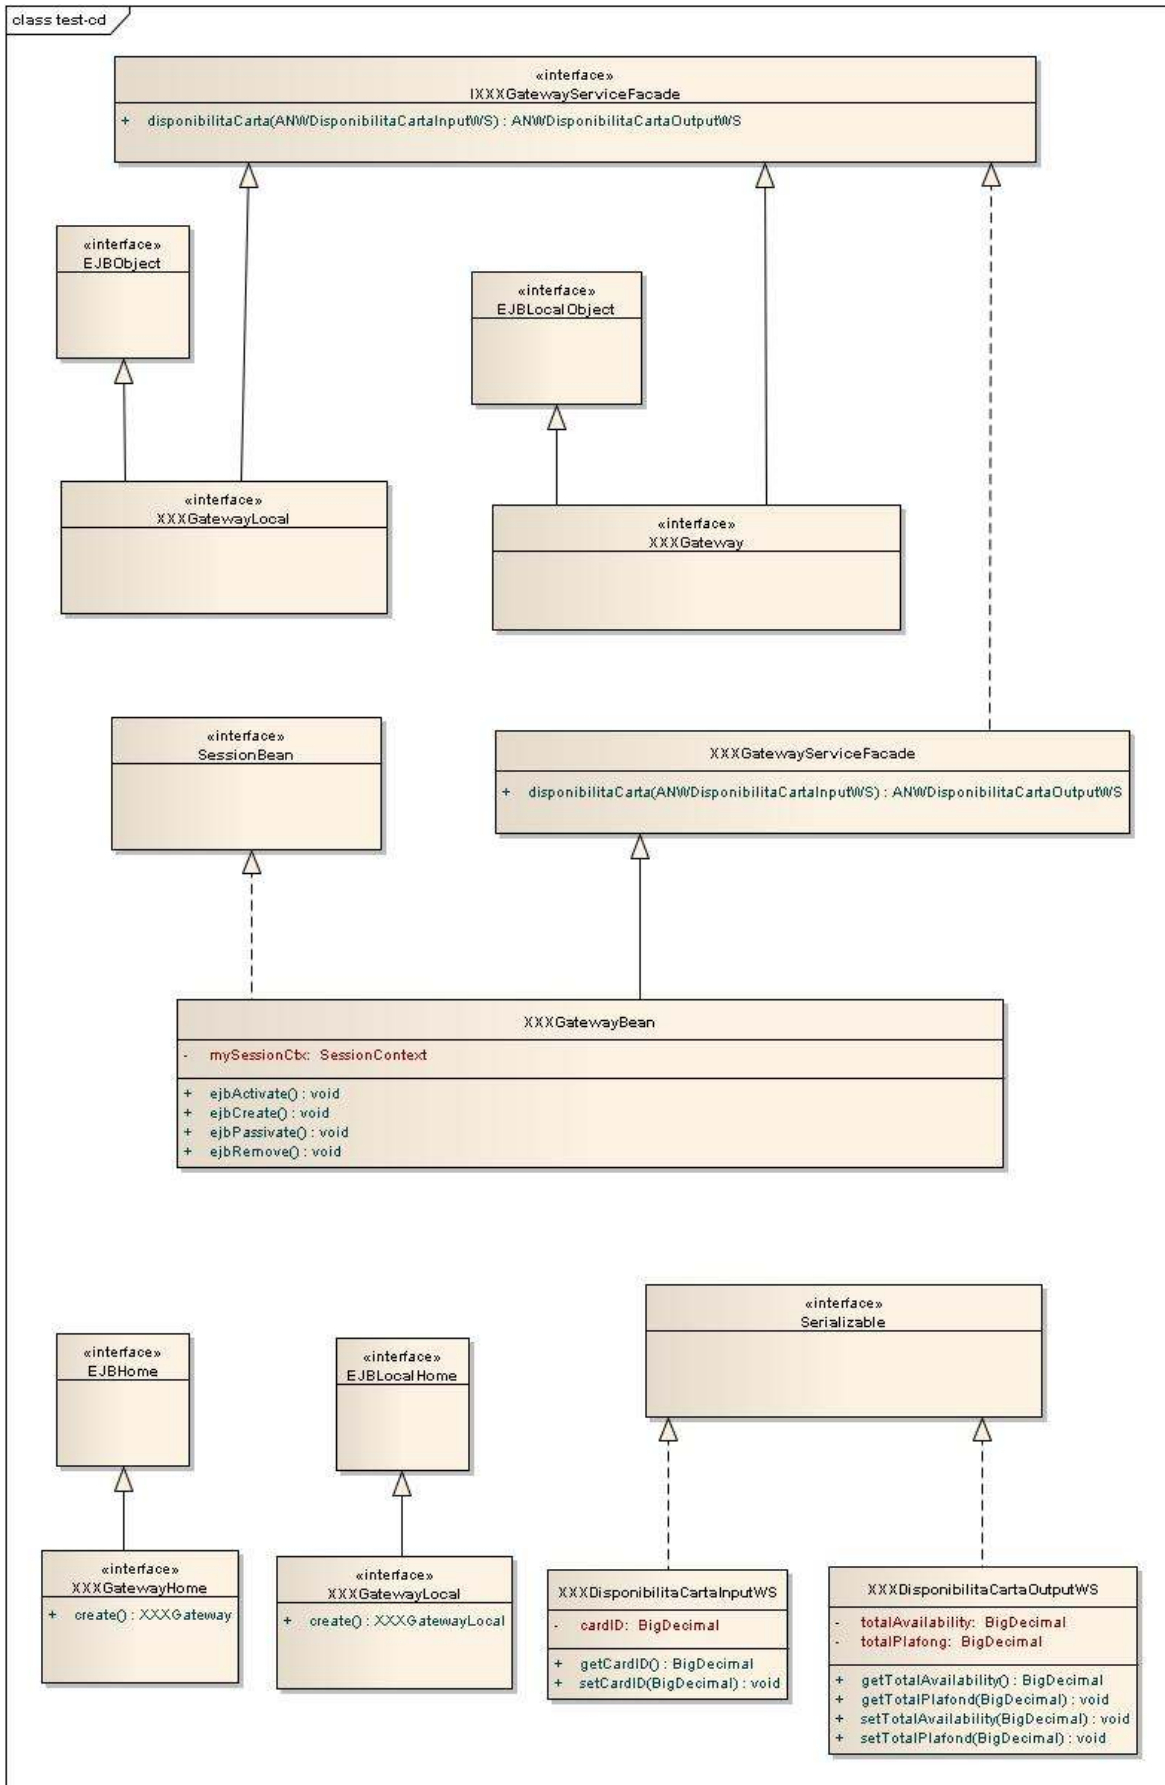 class test-cd
«interface»
IXXXGatewayServiceFacade
+ disponibilitaCarta(ANWDisponibilitaCartaInputWS) : ANWDisponibilitaCartaOutputWS
«interface»
EJBObject
«interface»
EJBLocalObject
«interface»
XXXGatewayLocal
«interface»
XXXGateway
«interface»
SessionBean
XXXGatewayServiceFacade
+ disponibilitaCarta(ANWDisponibilitaCartaInputWS) : ANWDisponibilitaCartaOutputWS
XXXGatewayBean
- mySessionCtx: SessionContext
+ ejbActivate() : void
+ ejbCreate() : void
+ ejbPassivate() : void
+ ejbRemove() : void
«interface»
Serializable
«interface»
EJBHome
«interface»
EJBLocalHome
«interface»
XXXGatewayHome
+ create() : XXXGateway
«interface»
XXXGatewayLocal
+ create() : XXXGatewayLocal
XXXDisponibilitaCartaInputWS
- cardID: BigDecimal
+ getCardID() : BigDecimal
+ setCardID(BigDecimal) : void
XXXDisponibilitaCartaOutputWS
- totalAvailability: BigDecimal
- totalPlafong: BigDecimal
+ getTotalAvailability() : BigDecimal
+ getTotalPlafond(BigDecimal) : void
+ setTotalAvailability(BigDecimal) : void
+ setTotalPlafond(BigDecimal) : void